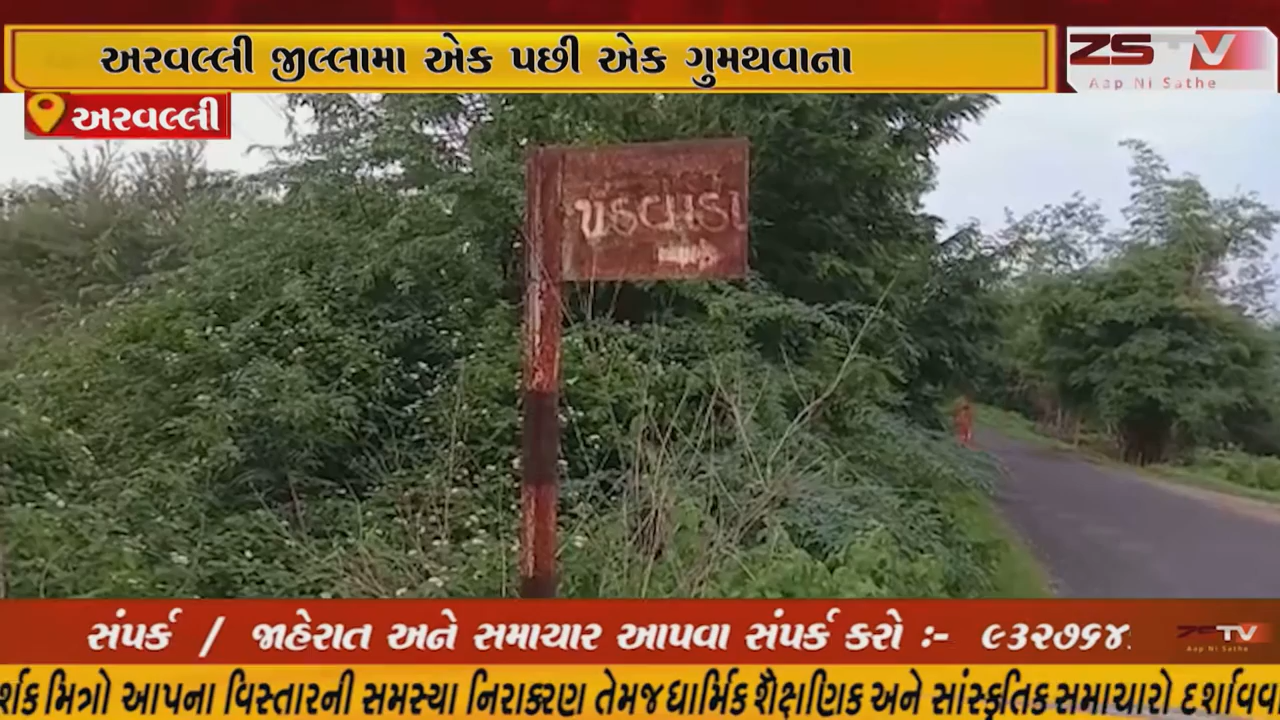 અરવલ્લી જીલ્લામા એક પછી એક ગુમથવાના
ZSTV
Aap Ni Sathe
અરવલ્લી
પંડવાડા
સંપર્ક / જાહેરાત અને સમાચાર આપવા સંપર્ક કરો :- ૯૩૨૭૬૪
ZSTV
Aap Ni Sathe
ર્શક મિત્રો આપના વિસ્તારની સમસ્યા નિરાકરણ તેમજ ધાર્મિક શૈક્ષણિક અને સાંસ્કૃતિક સમાચારો દર્શાવવા